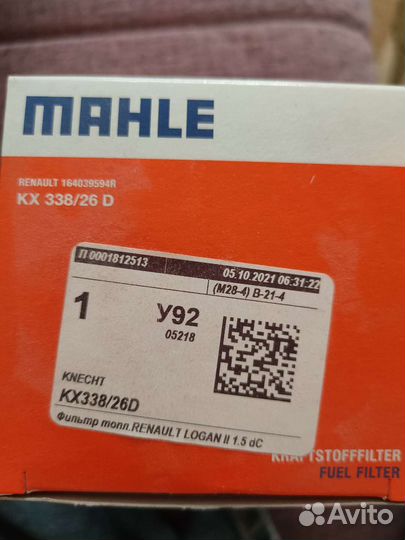 MAHLE
RENAULT 164039594R
KX 338/26 D
П 0001812513
05.10.2021 06:31:22
(М28-4) В-21-4
1
У92
05218
KNECHT
KX338/26D
Фильтр топл.RENAULT LOGAN II 1.5 dC
KRAFTSTOFFFILTER
FUEL FILTER
Avito